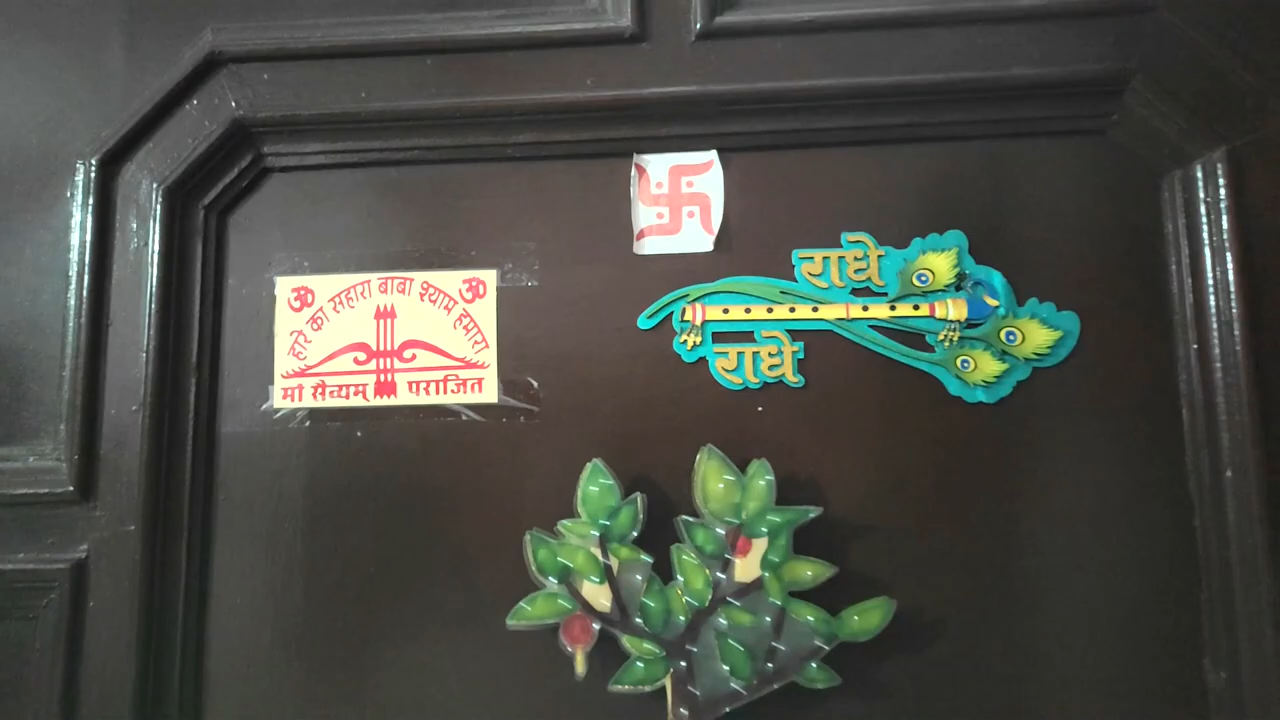 ॐ हारे का सहारा बाबा श्याम हमारा ॐ
माँ सैव्यम् पराजित
राधे
राधे